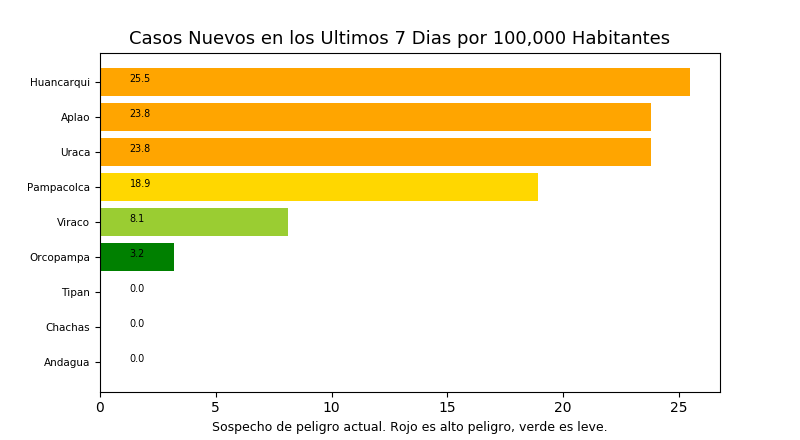 Casos Nuevos en los Ultimos 7 Dias por 100,000 Habitantes
Huancarqui 25.5
Aplao 23.8
Uraca 23.8
Pampacolca 18.9
Viraco 8.1
Orcopampa 3.2
Tipan 0.0
Chachas 0.0
Andagua 0.0
0 5 10 15 20 25
Sospecho de peligro actual. Rojo es alto peligro, verde es leve.